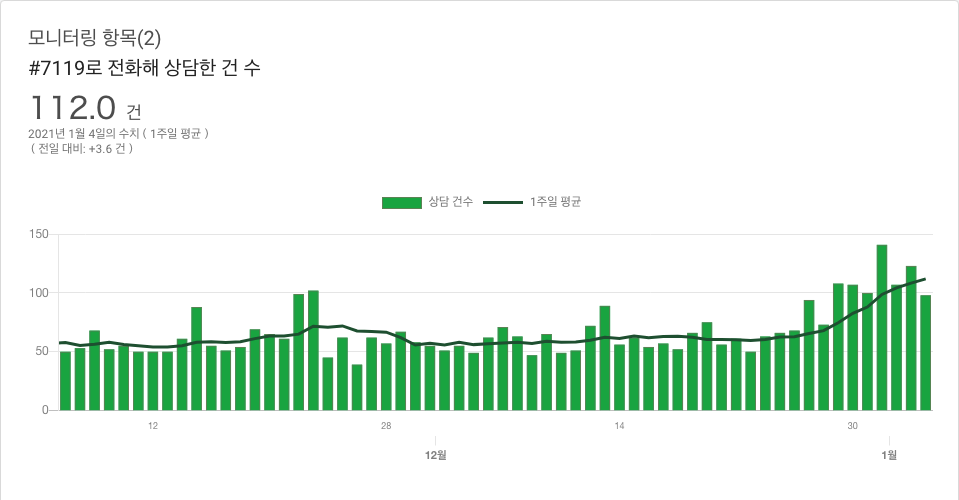 모니터링 항목(2)
#7119로 전화해 상담한 건 수
112.0 건
2021년 1월 4일의 수치 ( 1주일 평균 )
( 전일 대비: +3.6 건 )
상담 건수 1주일 평균
150
100
50
0
12 28 14 30
12월 1월